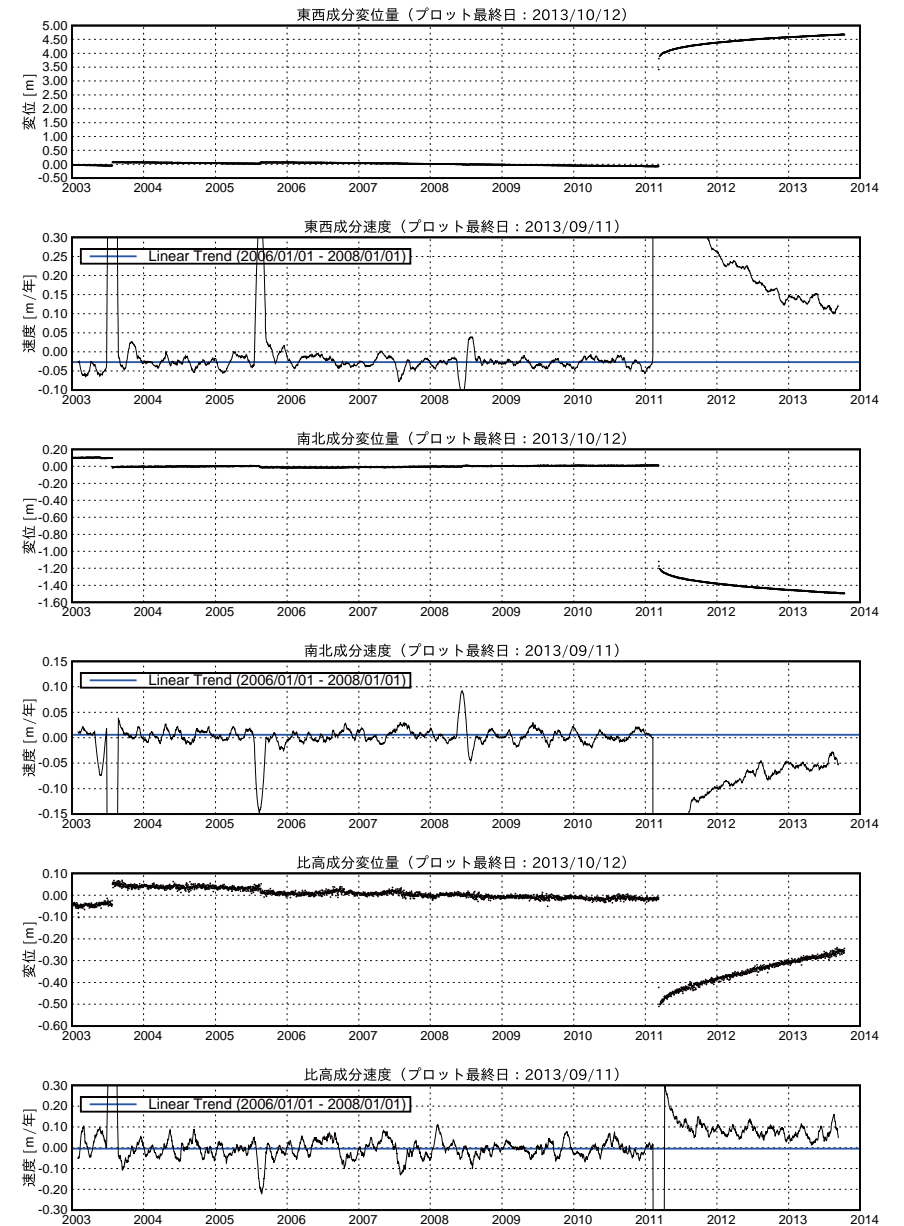 東西成分変位量（プロット最終日：2013/10/12）
変位 [m]
5.00
4.50
4.00
3.50
3.00
2.50
2.00
1.50
1.00
0.50
0.00
-0.50
2003 2004 2005 2006 2007 2008 2009 2010 2011 2012 2013 2014
東西成分速度（プロット最終日：2013/09/11）
速度 [m/年]
Linear Trend (2006/01/01 - 2008/01/01)
0.30
0.25
0.20
0.15
0.10
0.05
0.00
-0.05
-0.10
2003 2004 2005 2006 2007 2008 2009 2010 2011 2012 2013 2014
南北成分変位量（プロット最終日：2013/10/12）
変位 [m]
0.20
0.00
-0.20
-0.40
-0.60
-0.80
-1.00
-1.20
-1.40
-1.60
2003 2004 2005 2006 2007 2008 2009 2010 2011 2012 2013 2014
南北成分速度（プロット最終日：2013/09/11）
速度 [m/年]
Linear Trend (2006/01/01 - 2008/01/01)
0.15
0.10
0.05
0.00
-0.05
-0.10
-0.15
2003 2004 2005 2006 2007 2008 2009 2010 2011 2012 2013 2014
比高成分変位量（プロット最終日：2013/10/12）
変位 [m]
0.10
0.00
-0.10
-0.20
-0.30
-0.40
-0.50
-0.60
2003 2004 2005 2006 2007 2008 2009 2010 2011 2012 2013 2014
比高成分速度（プロット最終日：2013/09/11）
速度 [m/年]
Linear Trend (2006/01/01 - 2008/01/01)
0.30
0.20
0.10
0.00
-0.10
-0.20
-0.30
2003 2004 2005 2006 2007 2008 2009 2010 2011 2012 2013 2014